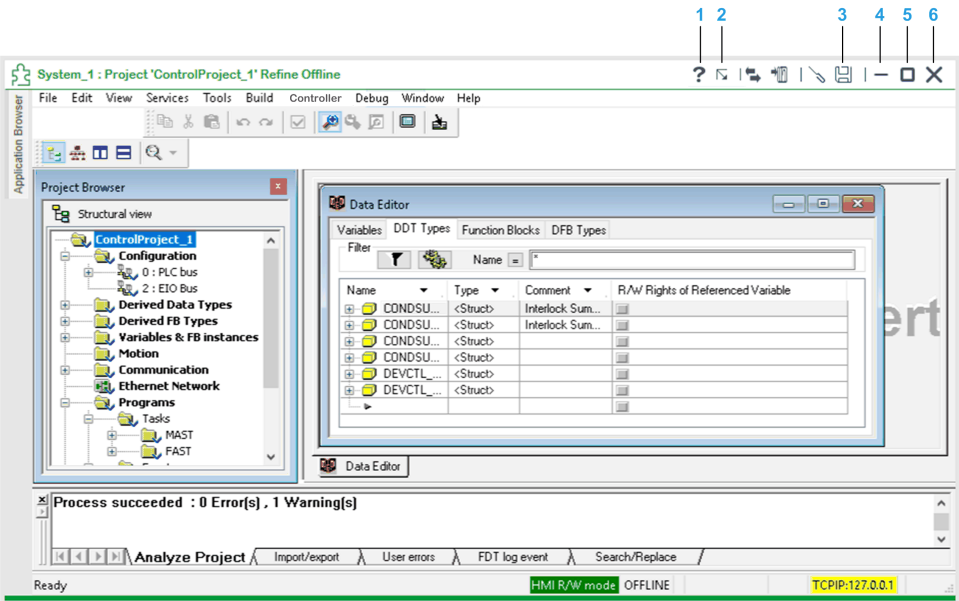 1 2 3 4 5 6
System_1 : Project 'ControlProject_1' Refine Offline
File Edit View Services Tools Build Controller Debug Window Help
Application Browser
Project Browser
Structural view
ControlProject_1
Configuration
0 : PLC bus
2 : EIO Bus
Derived Data Types
Derived FB Types
Variables & FB instances
Motion
Communication
Ethernet Network
Programs
Tasks
MAST
FAST
Data Editor
Variables DDT Types Function Blocks DFB Types
Filter
Name = *
Name Type Comment R/W Rights of Referenced Variable
CONDSU... <Struct> Interlock Sum...
CONDSU... <Struct> Interlock Sum...
CONDSU... <Struct>
CONDSU... <Struct>
DEVCTL_... <Struct>
DEVCTL_... <Struct>
ert
Data Editor
Process succeeded : 0 Error(s) , 1 Warning(s)
Analyze Project Import/export User errors FDT log event Search/Replace
Ready HMI R/W mode OFFLINE TCPIP:127.0.0.1